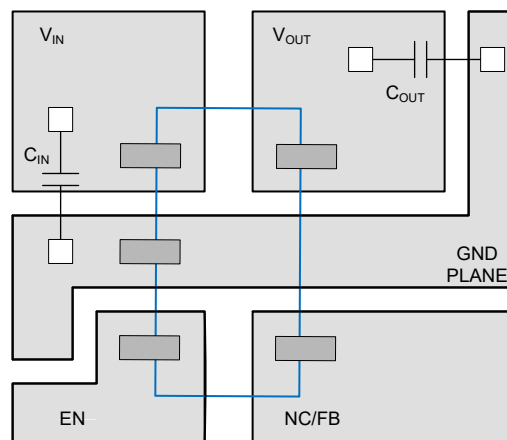 VIN
VOUT
COUT
CIN
GND
PLANE
EN
NC/FB